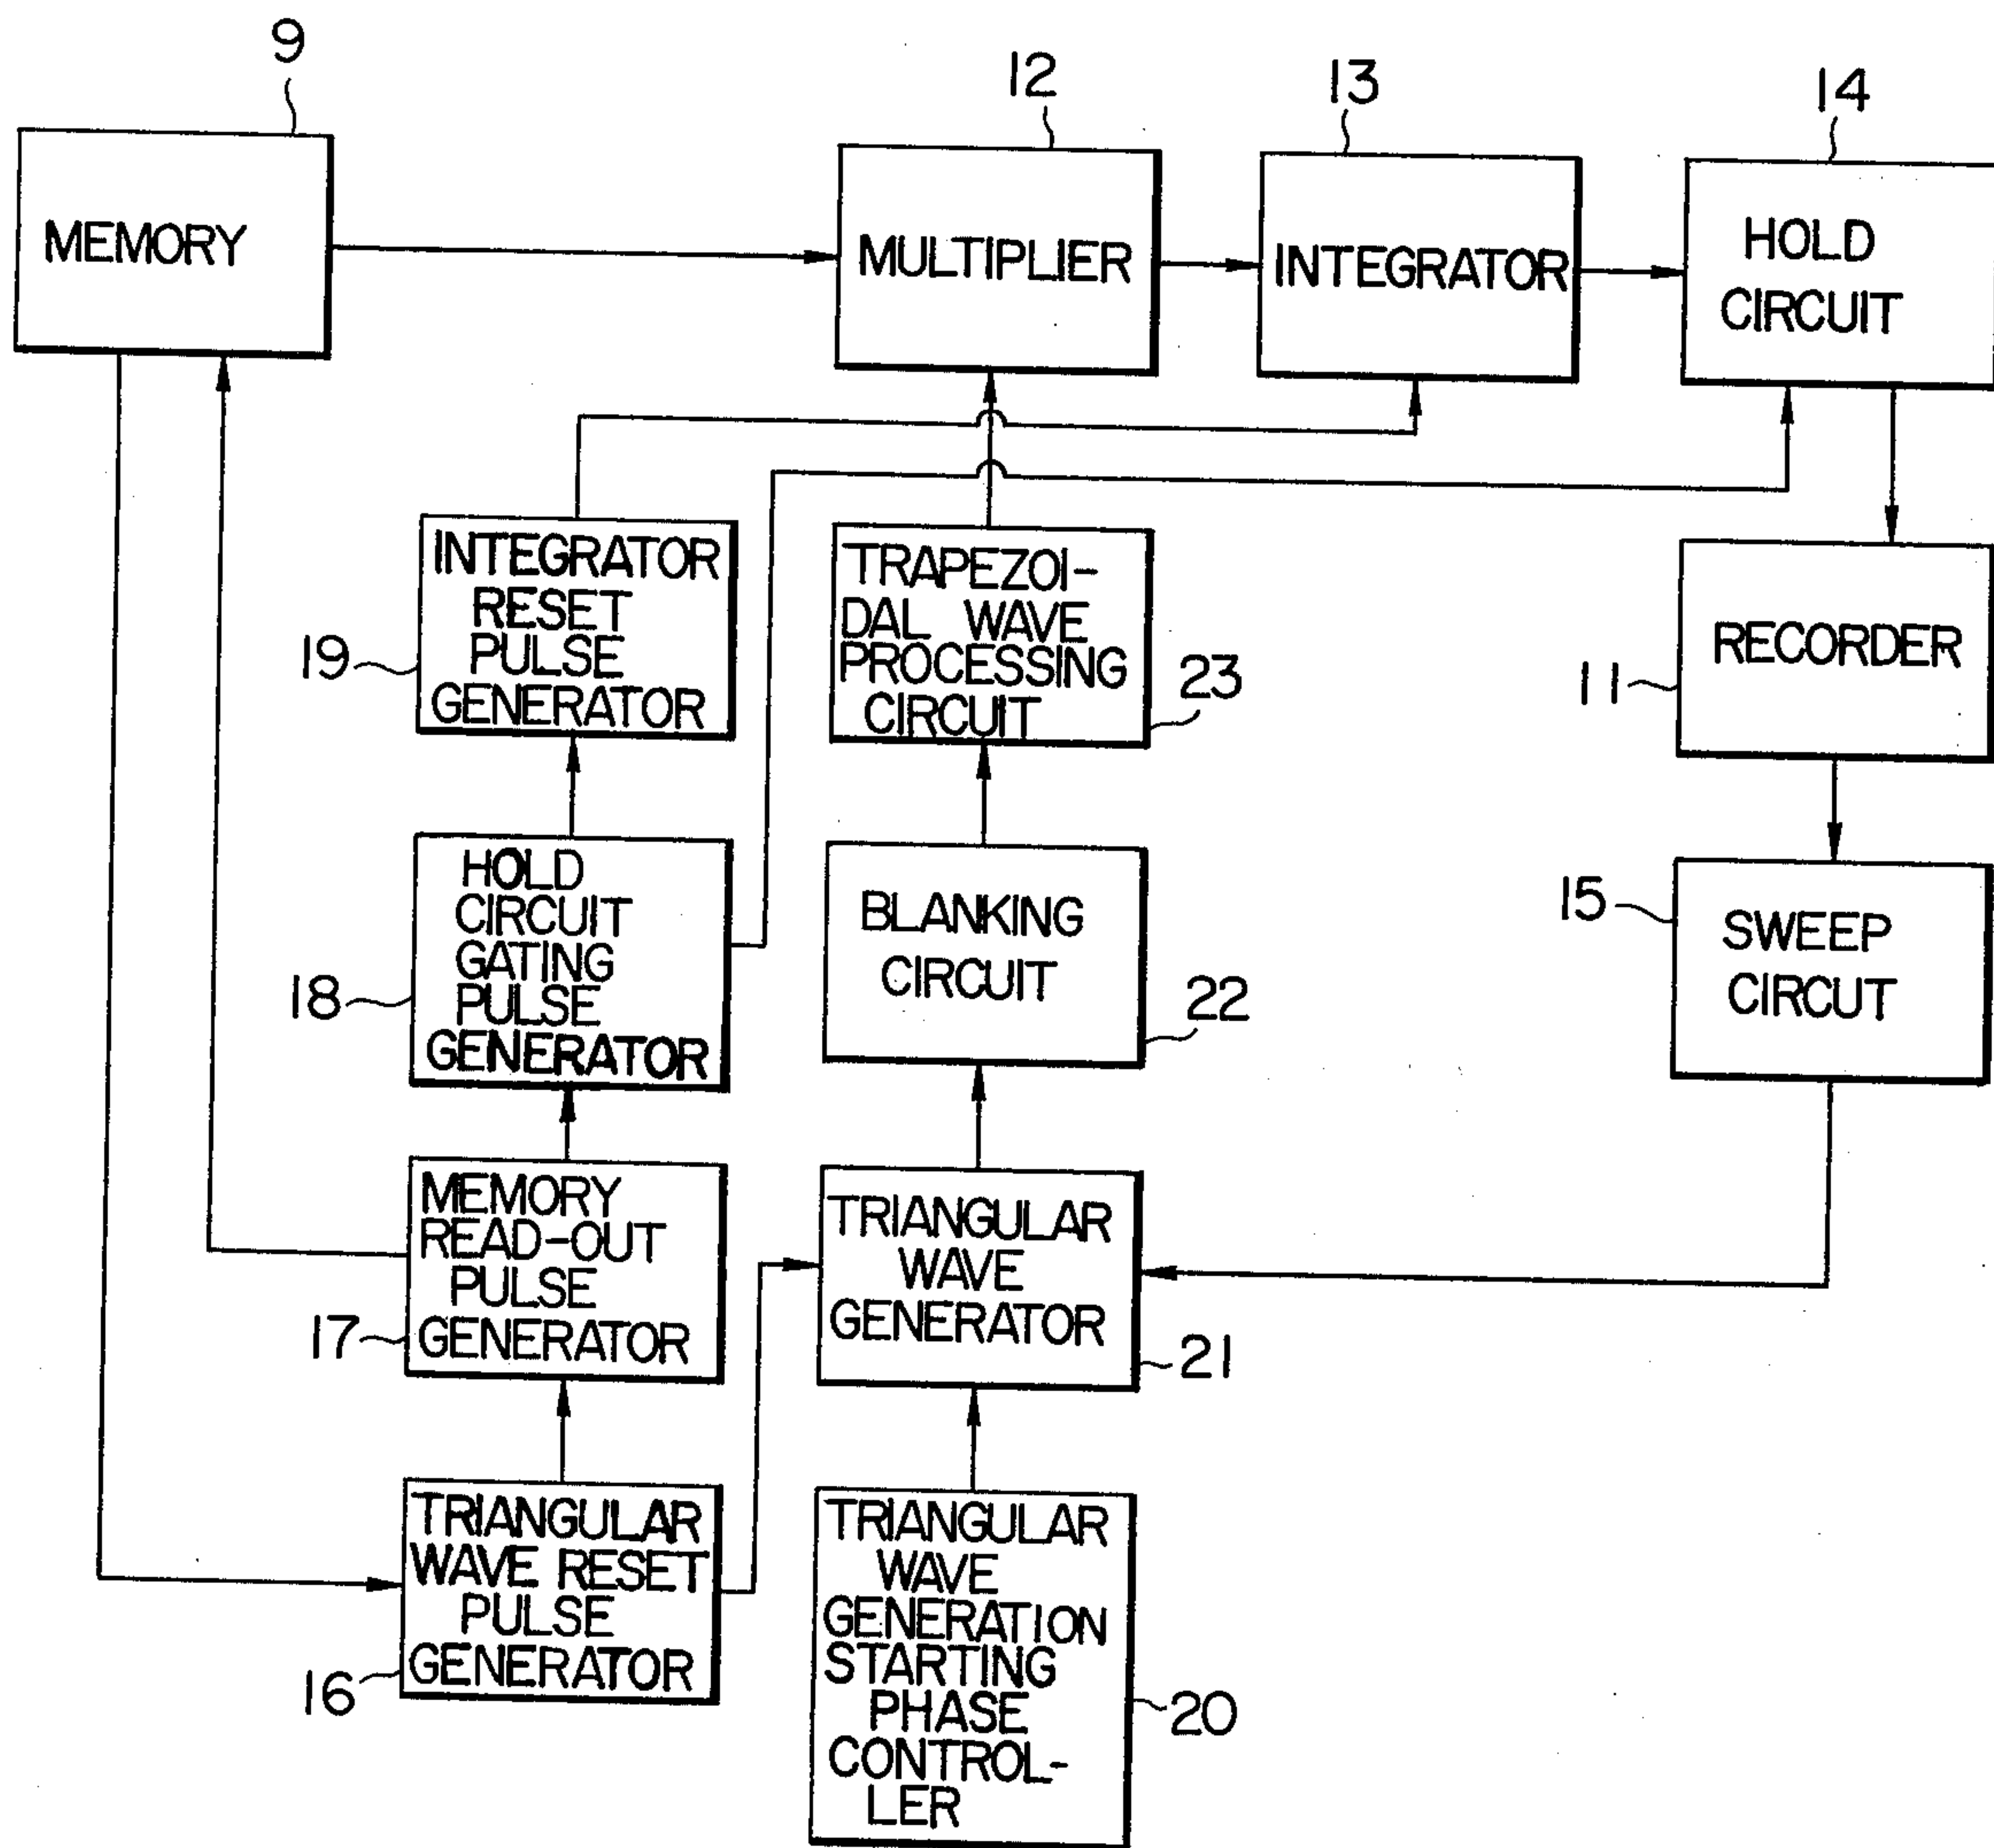 9
12
13
14
MEMORY
MULTIPLIER
INTEGRATOR
HOLD
CIRCUIT
INTEGRATOR
RESET
PULSE
GENERATOR
19
TRAPEZOI-
DAL WAVE
PROCESSING
CIRCUIT
23
RECORDER
11
HOLD
CIRCUIT
GATING
PULSE
GENERATOR
18
BLANKING
CIRCUIT
22
15
SWEEP
CIRCUT
MEMORY
READ-OUT
PULSE
GENERATOR
17
TRIANGULAR
WAVE
GENERATOR
21
TRIANGULAR
WAVE RESET
PULSE
GENERATOR
16
TRIANGULAR
WAVE
GENERATION
STARTING
PHASE
CONTROL-
LER
20